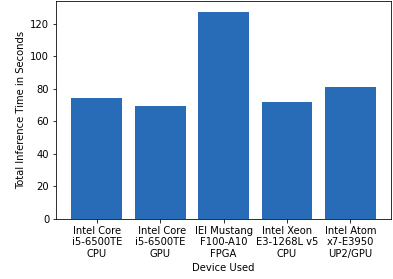 Total Inference Time in Seconds
120
100
80
60
40
20
0
Intel Core
i5-6500TE
CPU
Intel Core
i5-6500TE
GPU
IEI Mustang
F100-A10
FPGA
Intel Xeon
E3-1268L v5
CPU
Intel Atom
x7-E3950
UP2/GPU
Device Used